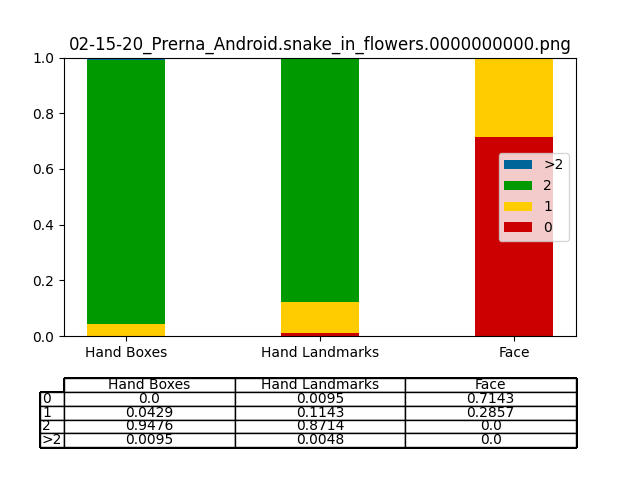 02-15-20_Prerna_Android.snake_in_flowers.0000000000.png
1.0
0.8
0.6
0.4
0.2
0.0
>2
2
1
0
Hand Boxes Hand Landmarks Face
Hand Boxes Hand Landmarks Face
0 0.0 0.0095 0.7143
1 0.0429 0.1143 0.2857
2 0.9476 0.8714 0.0
>2 0.0095 0.0048 0.0